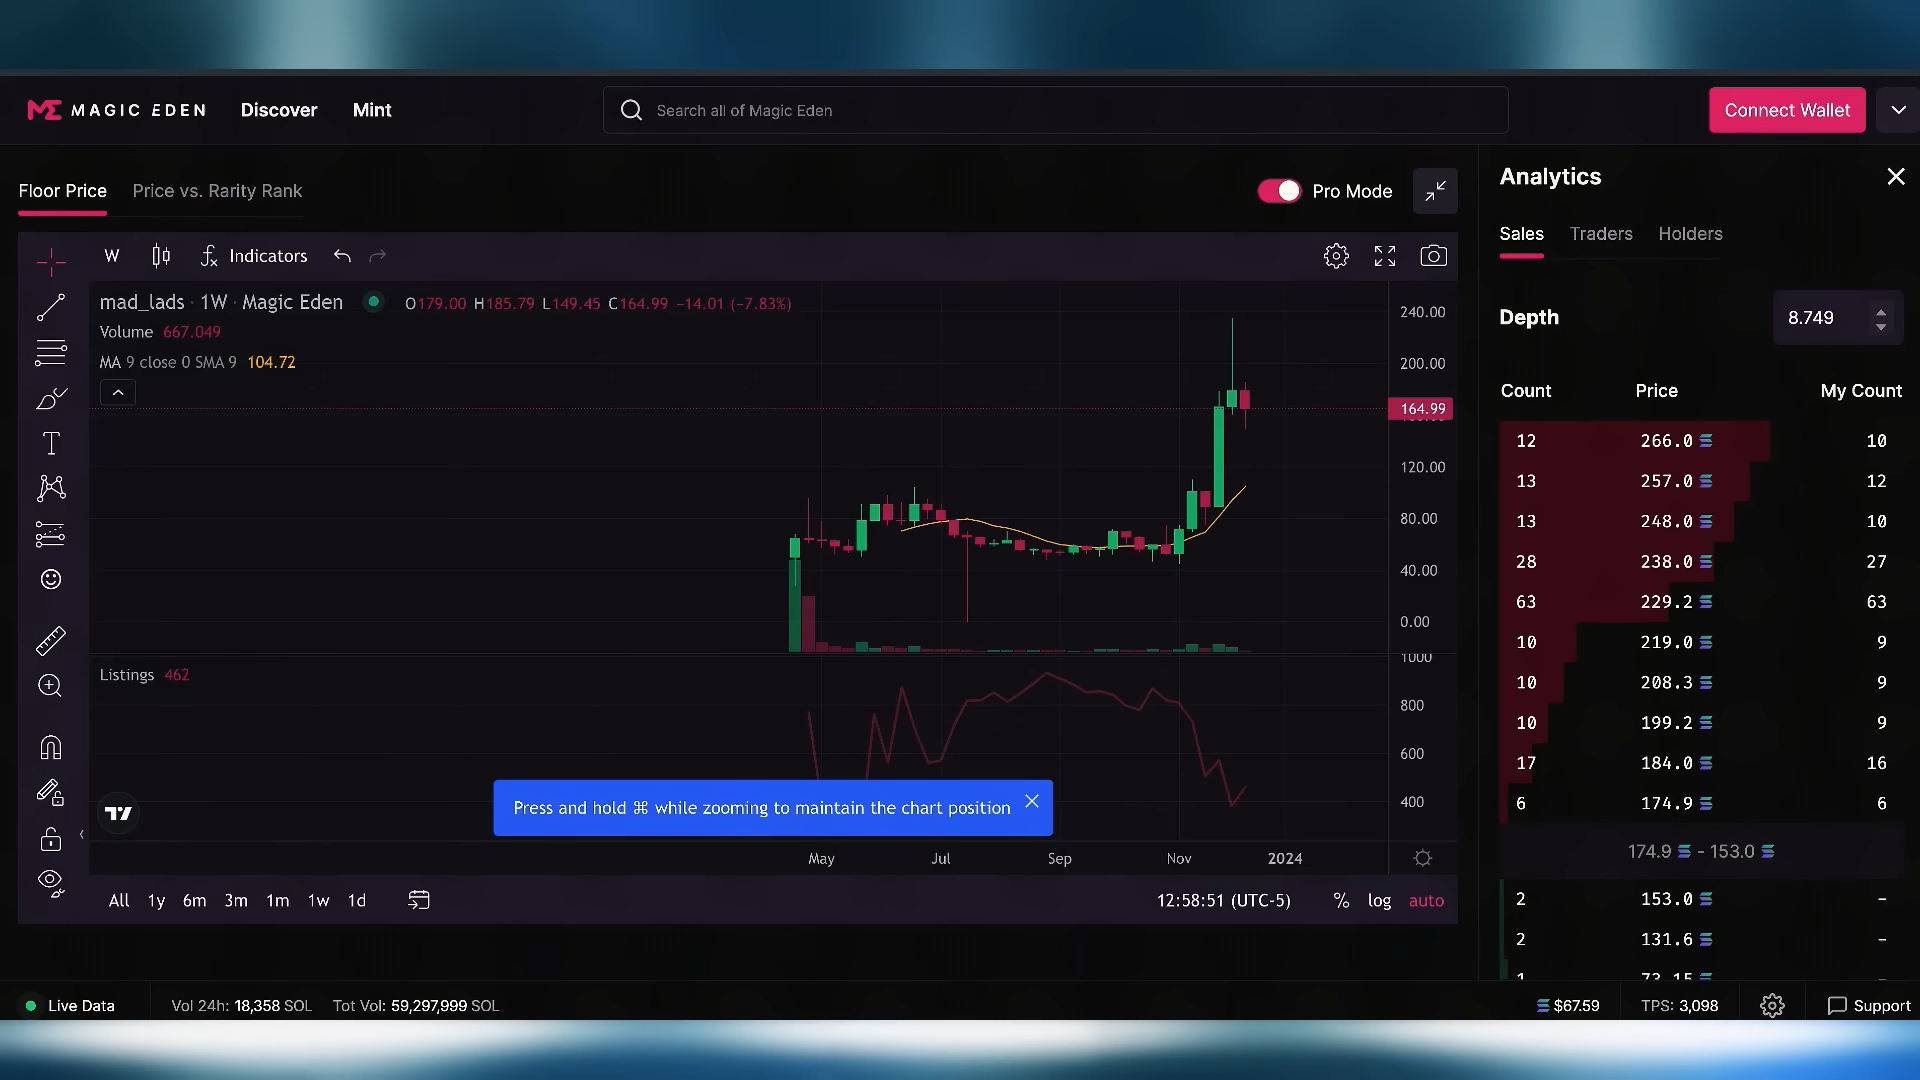 MAGIC EDEN
Discover
Mint
Search all of Magic Eden
Connect Wallet
Floor Price
Price vs. Rarity Rank
Pro Mode
W
Indicators
mad_lads · 1W · Magic Eden
O179.00 H185.79 L149.45 C164.99 −14.01 (−7.83%)
Volume 667.049
MA 9 close 0 SMA 9 104.72
240.00
200.00
164.99
120.00
80.00
40.00
0.00
Listings 462
1000
800
600
400
Press and hold ⌘ while zooming to maintain the chart position
May
Jul
Sep
Nov
2024
All 1y 6m 3m 1m 1w 1d
12:58:51 (UTC-5)
% log auto
Analytics
Sales
Traders
Holders
Depth
8.749
Count Price My Count
12 266.0 10
13 257.0 12
13 248.0 10
28 238.0 27
63 229.2 63
10 219.0 9
10 208.3 9
10 199.2 9
17 184.0 16
6 174.9 6
174.9 - 153.0
2 153.0 –
2 131.6 –
1 73.15 –
Live Data
Vol 24h: 18,358 SOL
Tot Vol: 59,297,999 SOL
$67.59
TPS: 3,098
Support